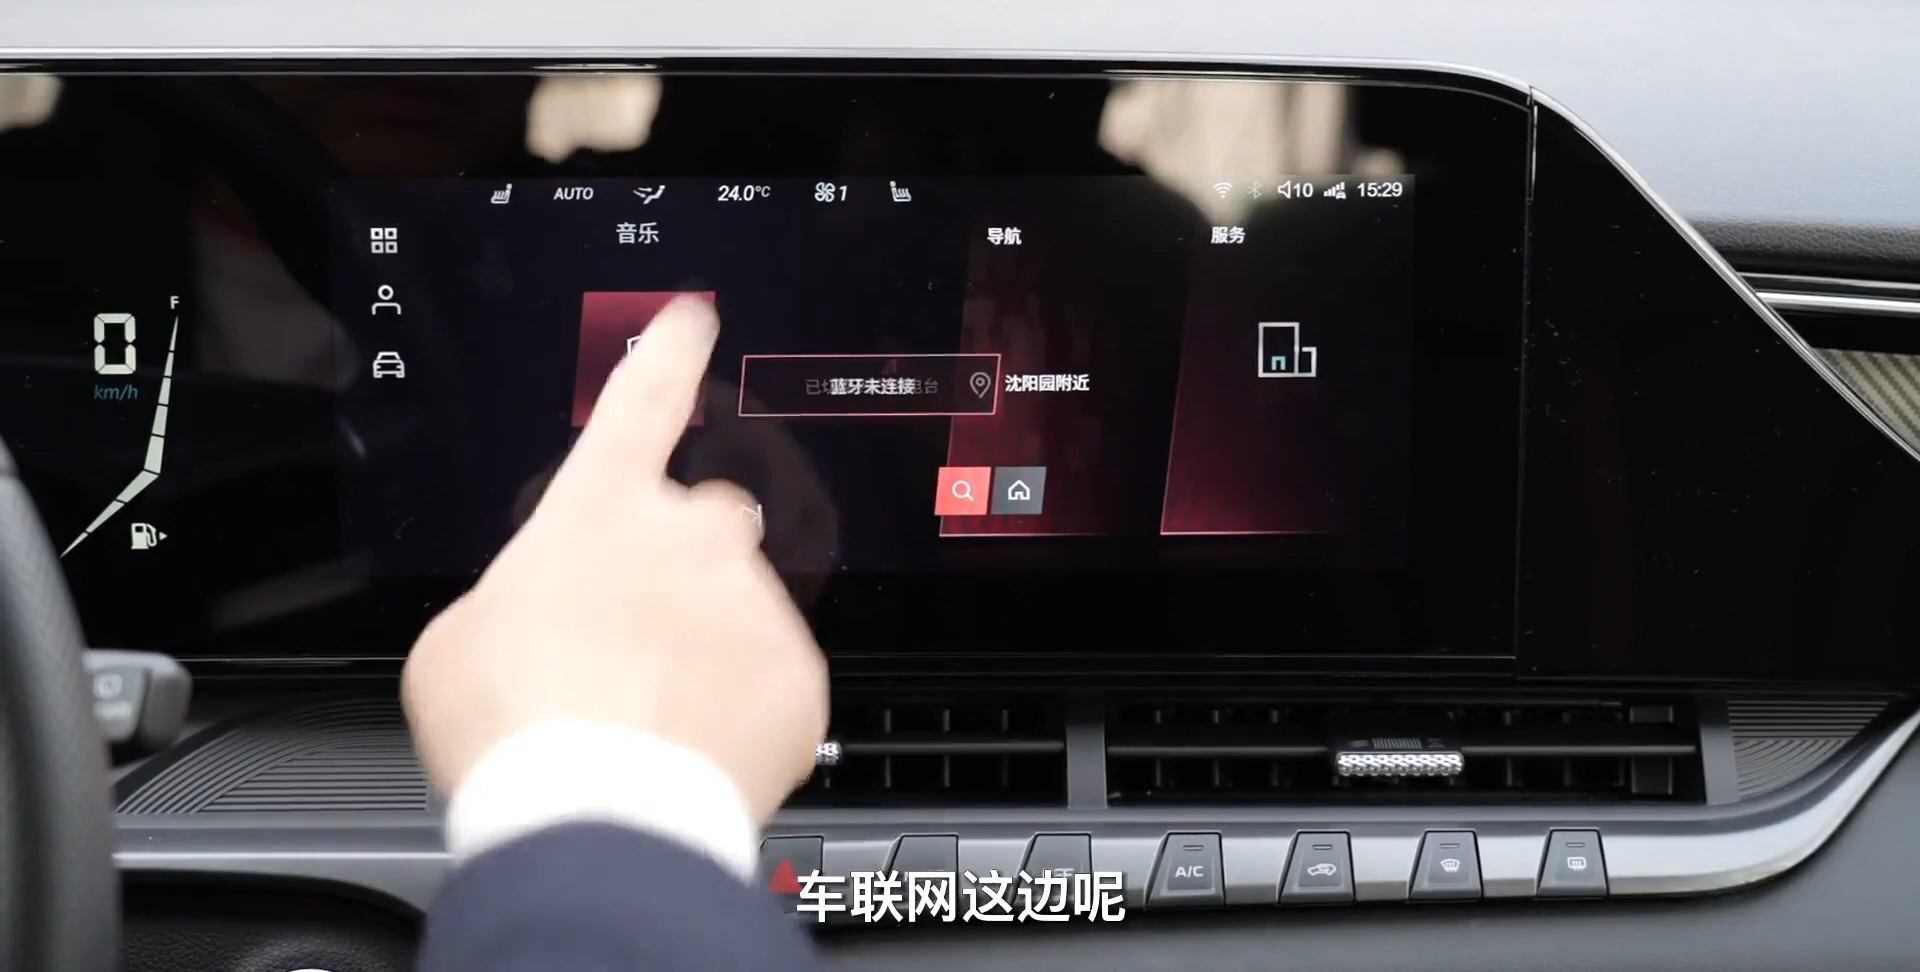 AUTO
24.0°C
1
10
15:29
音乐
导航
服务
F
0
km/h
蓝牙未连接
沈阳园附近
A/C
车联网这边呢